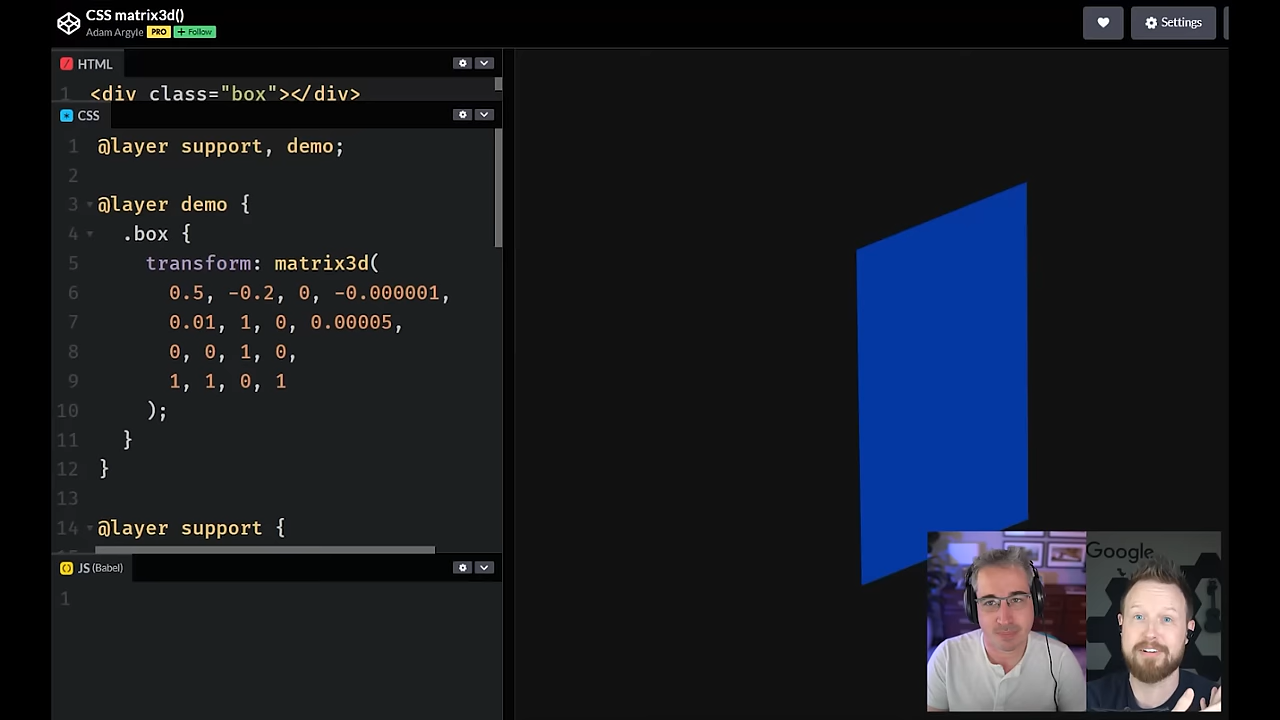 CSS matrix3d()
Adam Argyle PRO + Follow
Settings
HTML
1 <div class="box"></div>
CSS
1 @layer support, demo;
2
3 @layer demo {
4 .box {
5 transform: matrix3d(
6 0.5, -0.2, 0, -0.000001,
7 0.01, 1, 0, 0.00005,
8 0, 0, 1, 0,
9 1, 1, 0, 1
10 );
11 }
12 }
13
14 @layer support {
JS (Babel)
1
Google